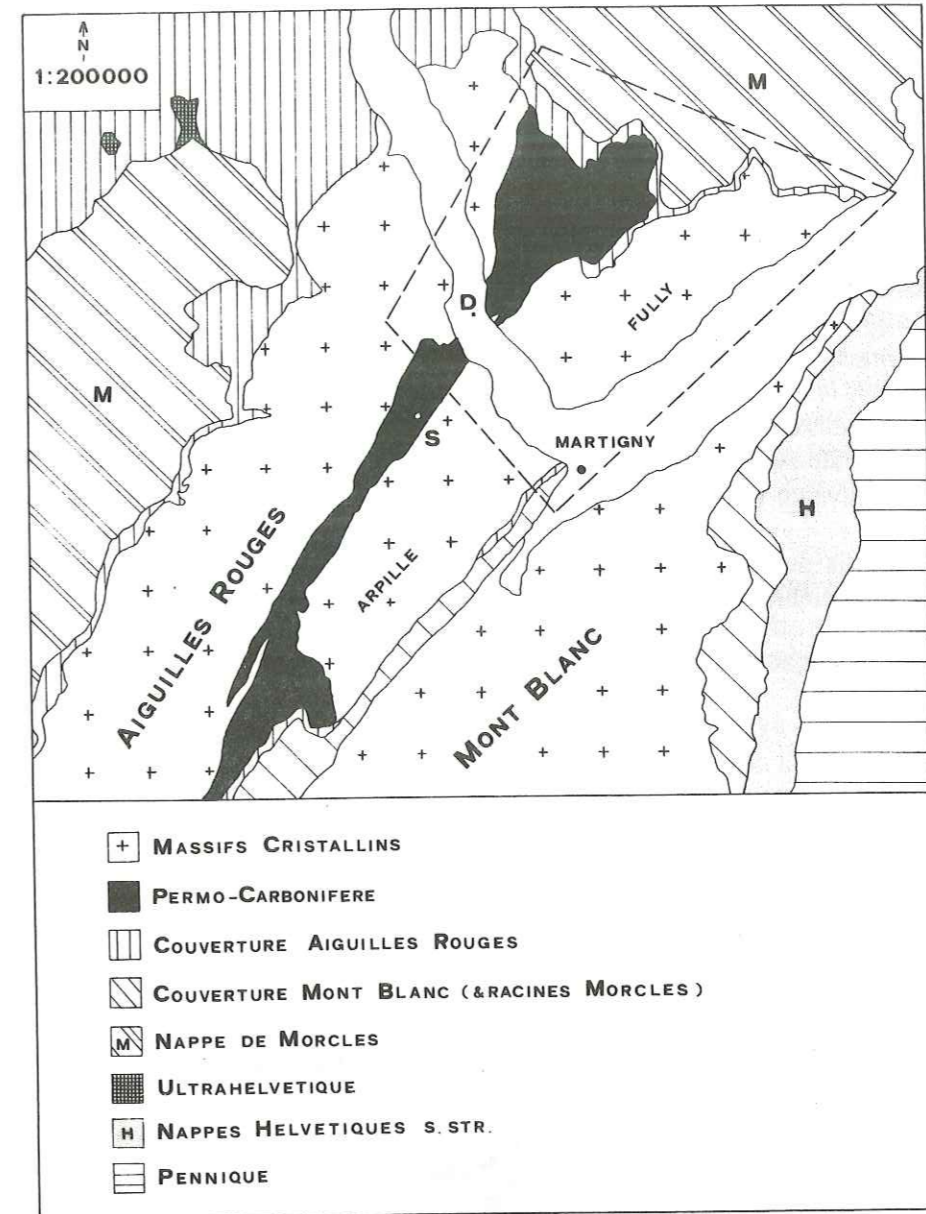 N
1:200000
M
D.
FULLY
M
S
MARTIGNY
H
ARPILLE
AIGUILLES ROUGES
MONT BLANC
+ MASSIFS CRISTALLINS
PERMO-CARBONIFERE
COUVERTURE AIGUILLES ROUGES
COUVERTURE MONT BLANC (& RACINES MORCLES)
M NAPPE DE MORCLES
ULTRAHELVETIQUE
H NAPPES HELVETIQUES S. STR.
PENNIQUE